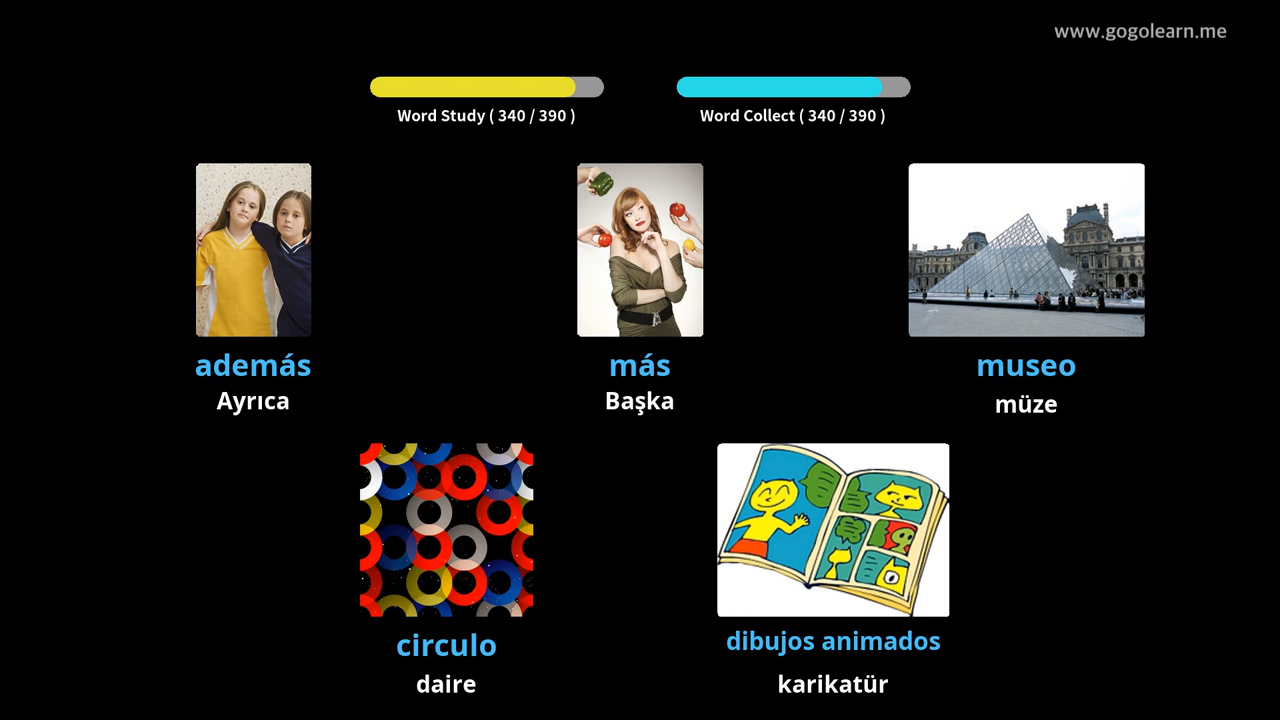 www.gogolearn.me
Word Study ( 340 / 390 )
Word Collect ( 340 / 390 )
además
Ayrıca
más
Başka
museo
müze
circulo
daire
dibujos animados
karikatür